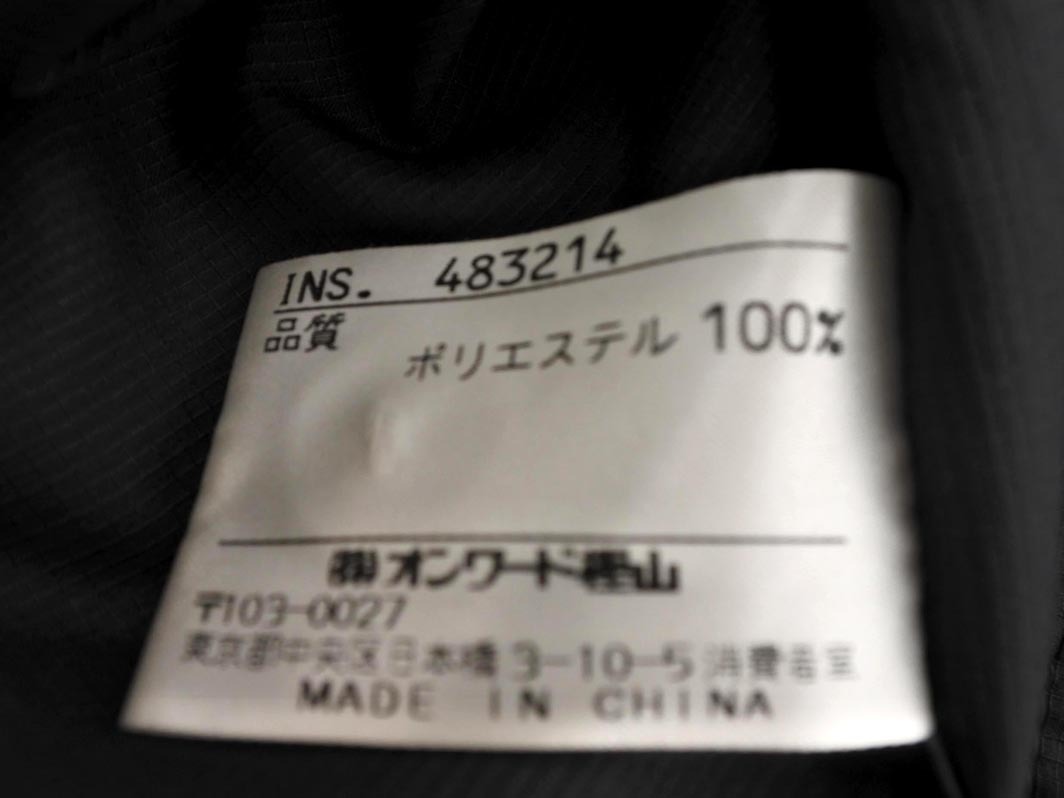 INS. 483214
品質
ポリエステル 100%
㈱オンワード樫山
〒103-0027
東京都中央区日本橋3-10-5 消費者室
MADE IN CHINA